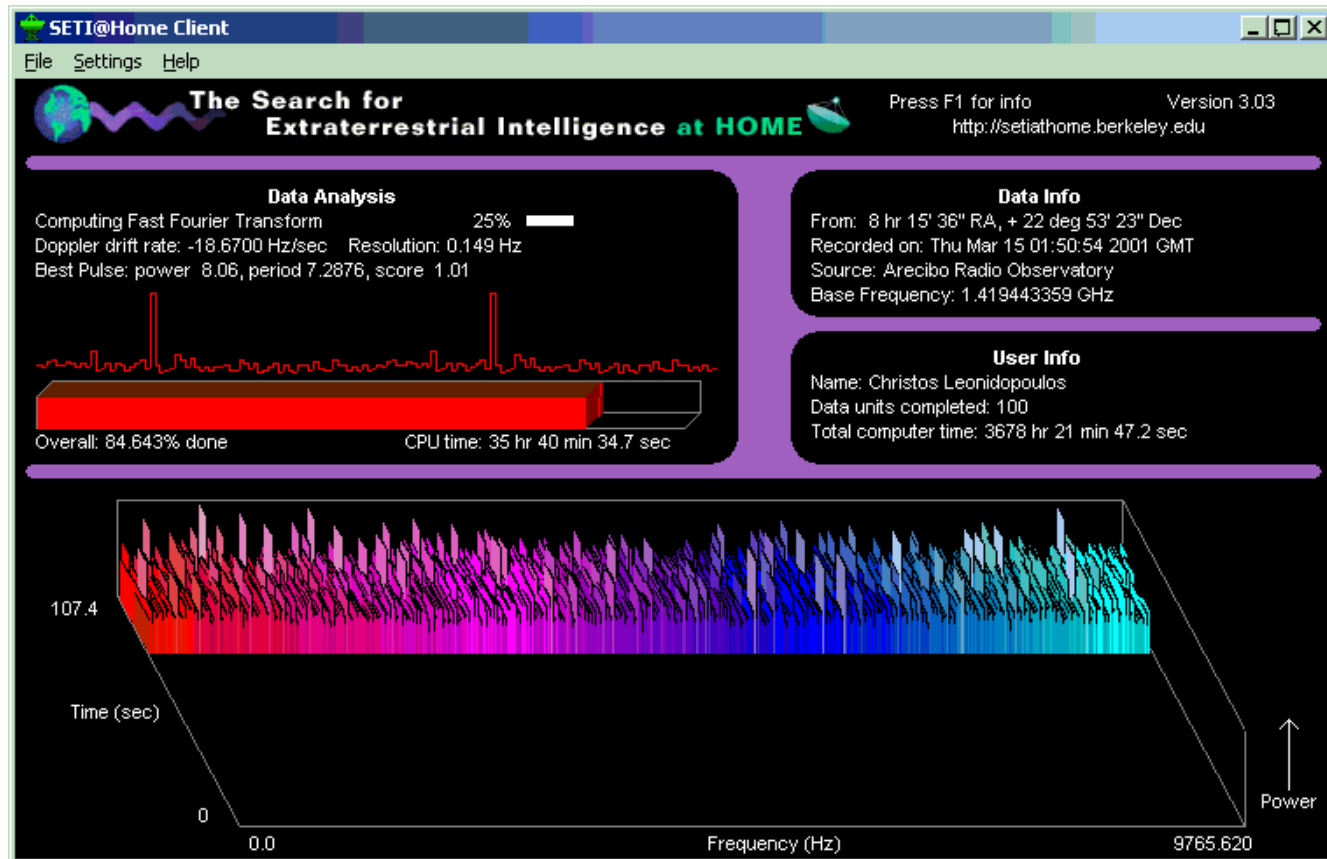 SETI@Home Client
File Settings Help
The Search for
Extraterrestrial Intelligence at HOME
Press F1 for info Version 3.03
http://setiathome.berkeley.edu
Data Analysis
Computing Fast Fourier Transform 25%
Doppler drift rate: -18.6700 Hz/sec Resolution: 0.149 Hz
Best Pulse: power 8.06, period 7.2876, score 1.01
Overall: 84.643% done CPU time: 35 hr 40 min 34.7 sec
Data Info
From: 8 hr 15' 36" RA, + 22 deg 53' 23" Dec
Recorded on: Thu Mar 15 01:50:54 2001 GMT
Source: Arecibo Radio Observatory
Base Frequency: 1.419443359 GHz
User Info
Name: Christos Leonidopoulos
Data units completed: 100
Total computer time: 3678 hr 21 min 47.2 sec
107.4
Time (sec)
0
0.0 Frequency (Hz) 9765.620
Power